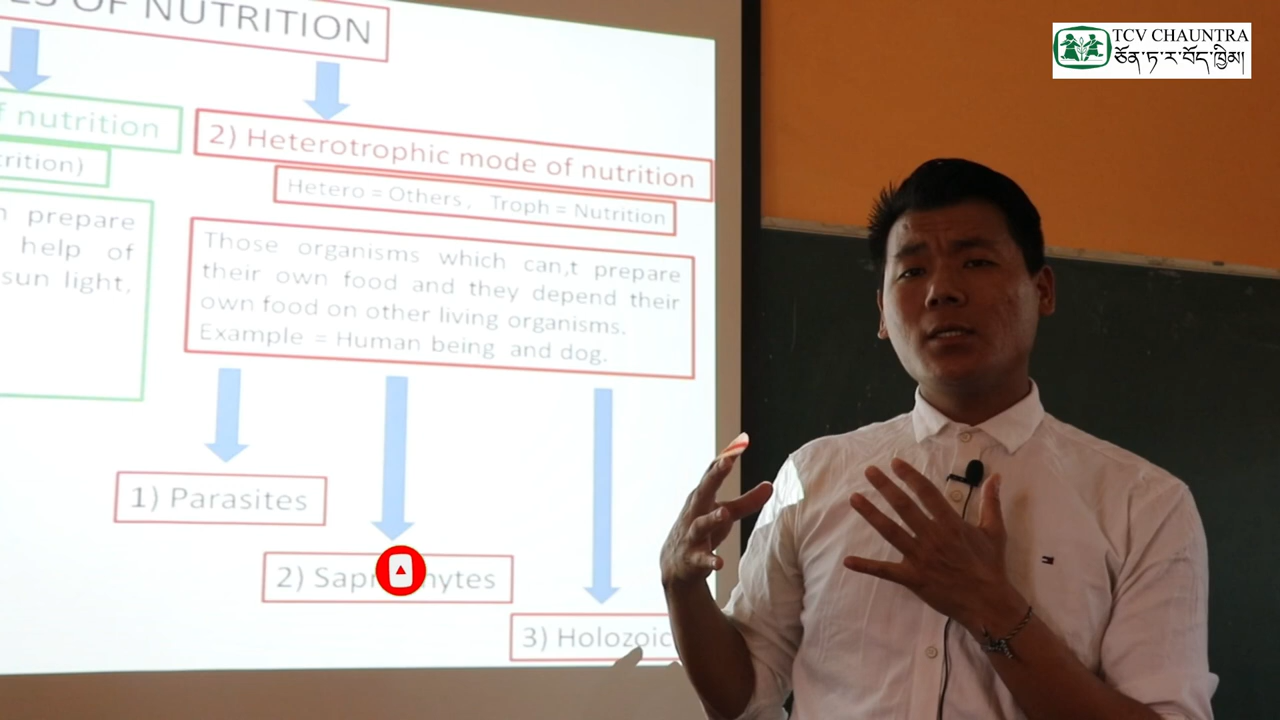 ES OF NUTRITION
f nutrition
trition)
n prepare
help of
sun light,
2) Heterotrophic mode of nutrition
Hetero = Others, Troph = Nutrition
Those organisms which can,t prepare
their own food and they depend their
own food on other living organisms.
Example = Human being and dog.
1) Parasites
2) Sapr hytes
3) Holozoic
TCV CHAUNTRA
ཅོན་ཏ་ར་བོད་ཁྱིམ།